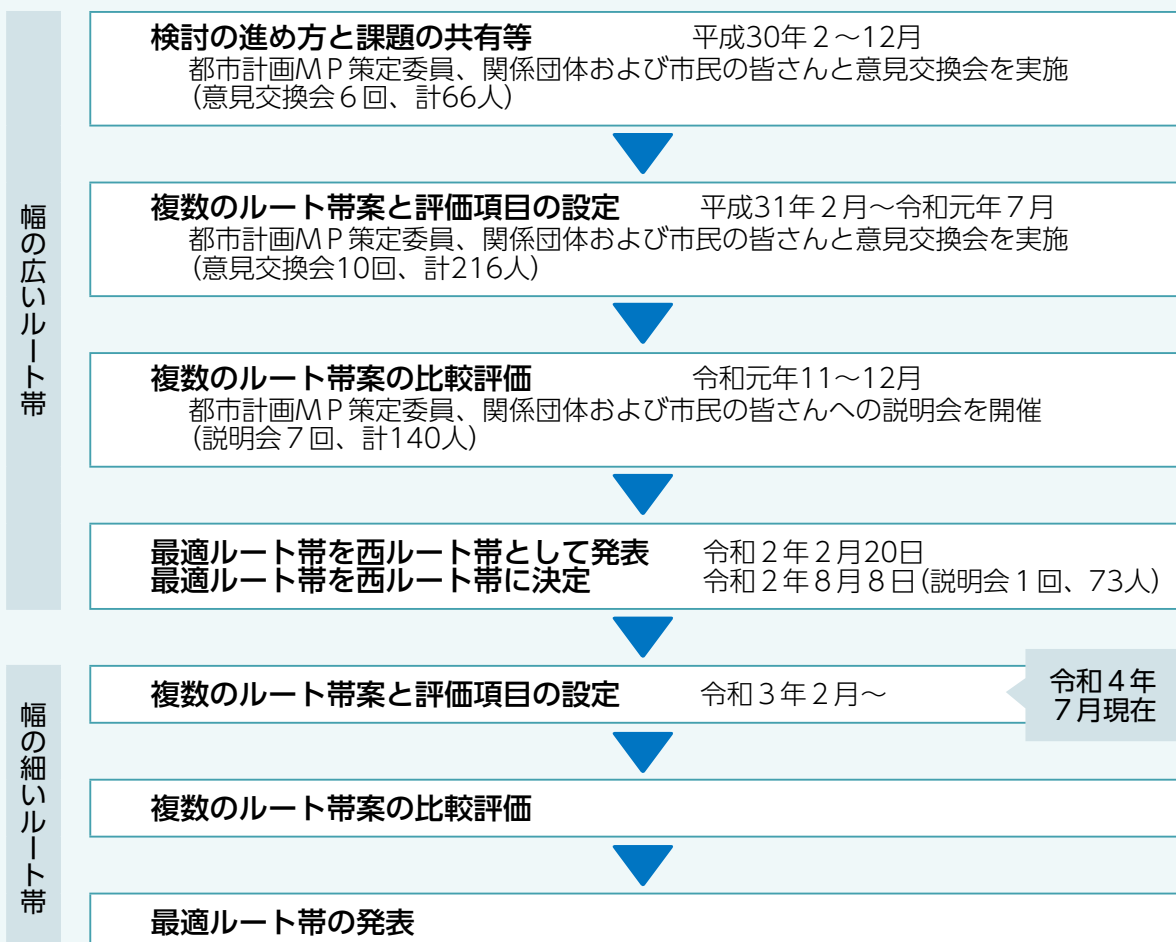 幅の広いルート帯
検討の進め方と課題の共有等 平成30年2～12月
都市計画ＭＰ策定委員、関係団体および市民の皆さんと意見交換会を実施
（意見交換会６回、計66人）
複数のルート帯案と評価項目の設定 平成31年２月～令和元年７月
都市計画ＭＰ策定委員、関係団体および市民の皆さんと意見交換会を実施
（意見交換会10回、計216人）
複数のルート帯案の比較評価 令和元年11～12月
都市計画ＭＰ策定委員、関係団体および市民の皆さんへの説明会を開催
（説明会７回、計140人）
最適ルート帯を西ルート帯として発表 令和２年２月20日
最適ルート帯を西ルート帯に決定 令和２年８月８日（説明会１回、73人）
幅の細いルート帯
複数のルート帯案と評価項目の設定 令和３年２月～
令和４年
７月現在
複数のルート帯案の比較評価
最適ルート帯の発表